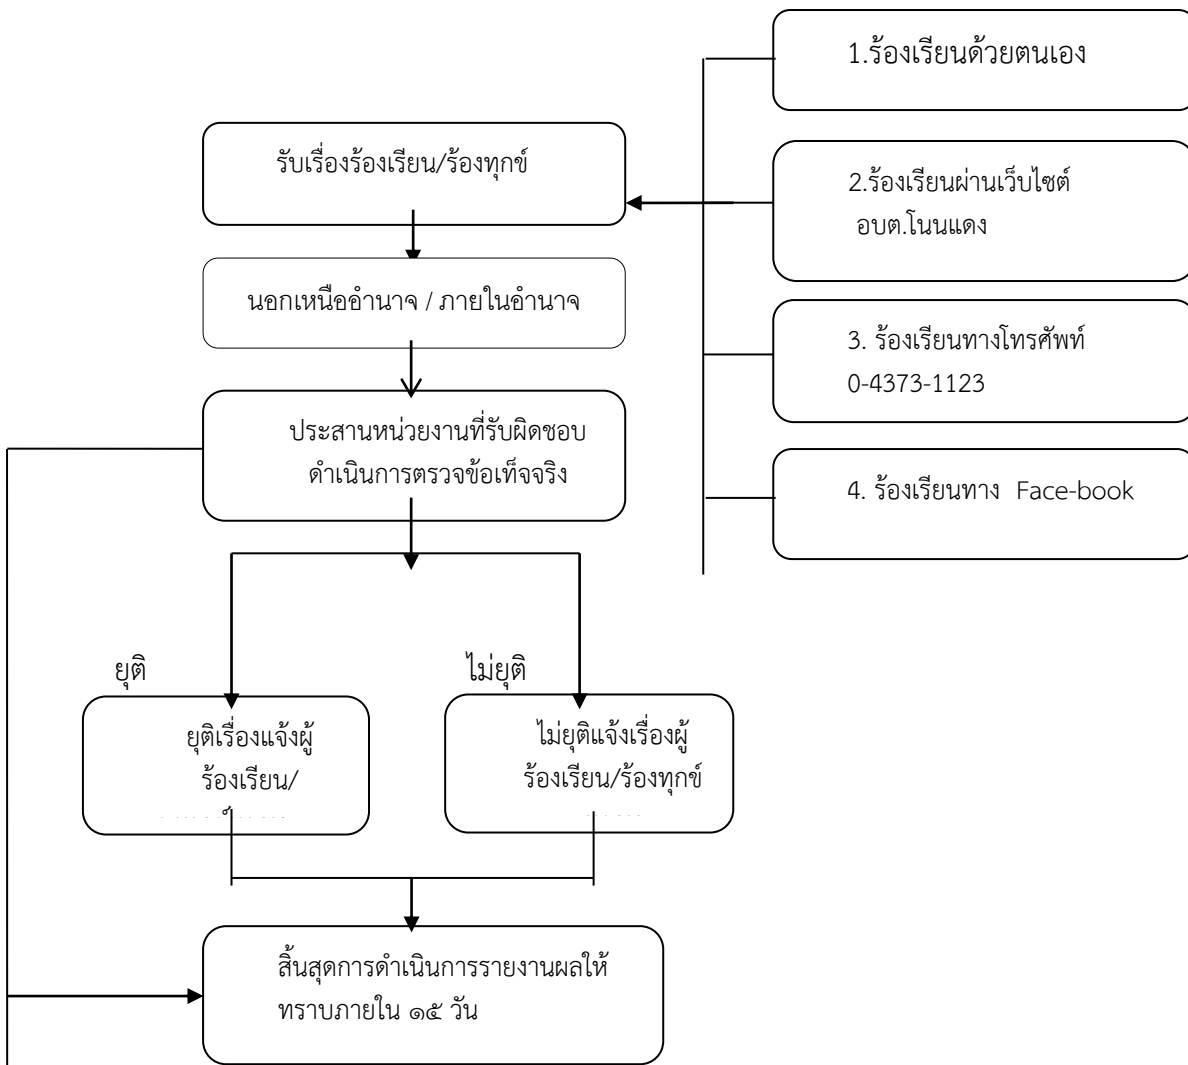 1.ร้องเรียนด้วยตนเอง
รับเรื่องร้องเรียน/ร้องทุกข์
2.ร้องเรียนผ่านเว็บไซต์
อบต.โนนแดง
นอกเหนืออำนาจ / ภายในอำนาจ
3. ร้องเรียนทางโทรศัพท์
0-4373-1123
ประสานหน่วยงานที่รับผิดชอบ
ดำเนินการตรวจข้อเท็จจริง
4. ร้องเรียนทาง Face-book
ยุติ
ไม่ยุติ
ยุติเรื่องแจ้งผู้
ร้องเรียน/
ไม่ยุติแจ้งเรื่องผู้
ร้องเรียน/ร้องทุกข์
สิ้นสุดการดำเนินการรายงานผลให้
ทราบภายใน ๑๕ วัน